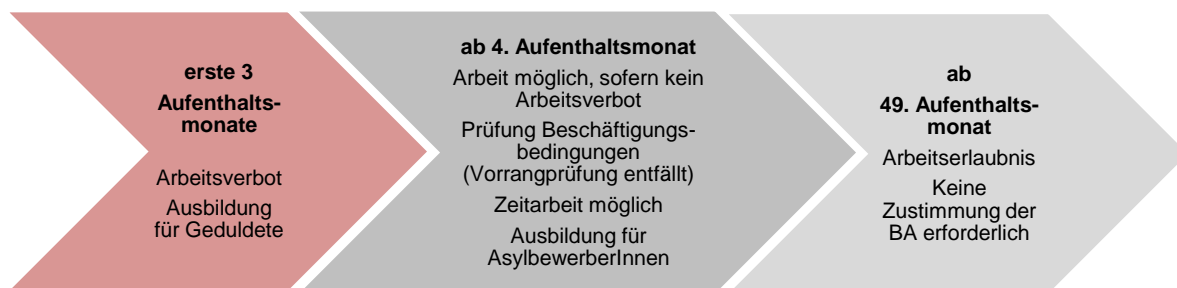 erste 3
Aufenthalts-
monate
Arbeitsverbot
Ausbildung
für Geduldete
ab 4. Aufenthaltsmonat
Arbeit möglich, sofern kein
Arbeitsverbot
Prüfung Beschäftigungs-
bedingungen
(Vorrangprüfung entfällt)
Zeitarbeit möglich
Ausbildung für
AsylbewerberInnen
ab
49. Aufenthalts-
monat
Arbeitserlaubnis
Keine
Zustimmung der
BA erforderlich